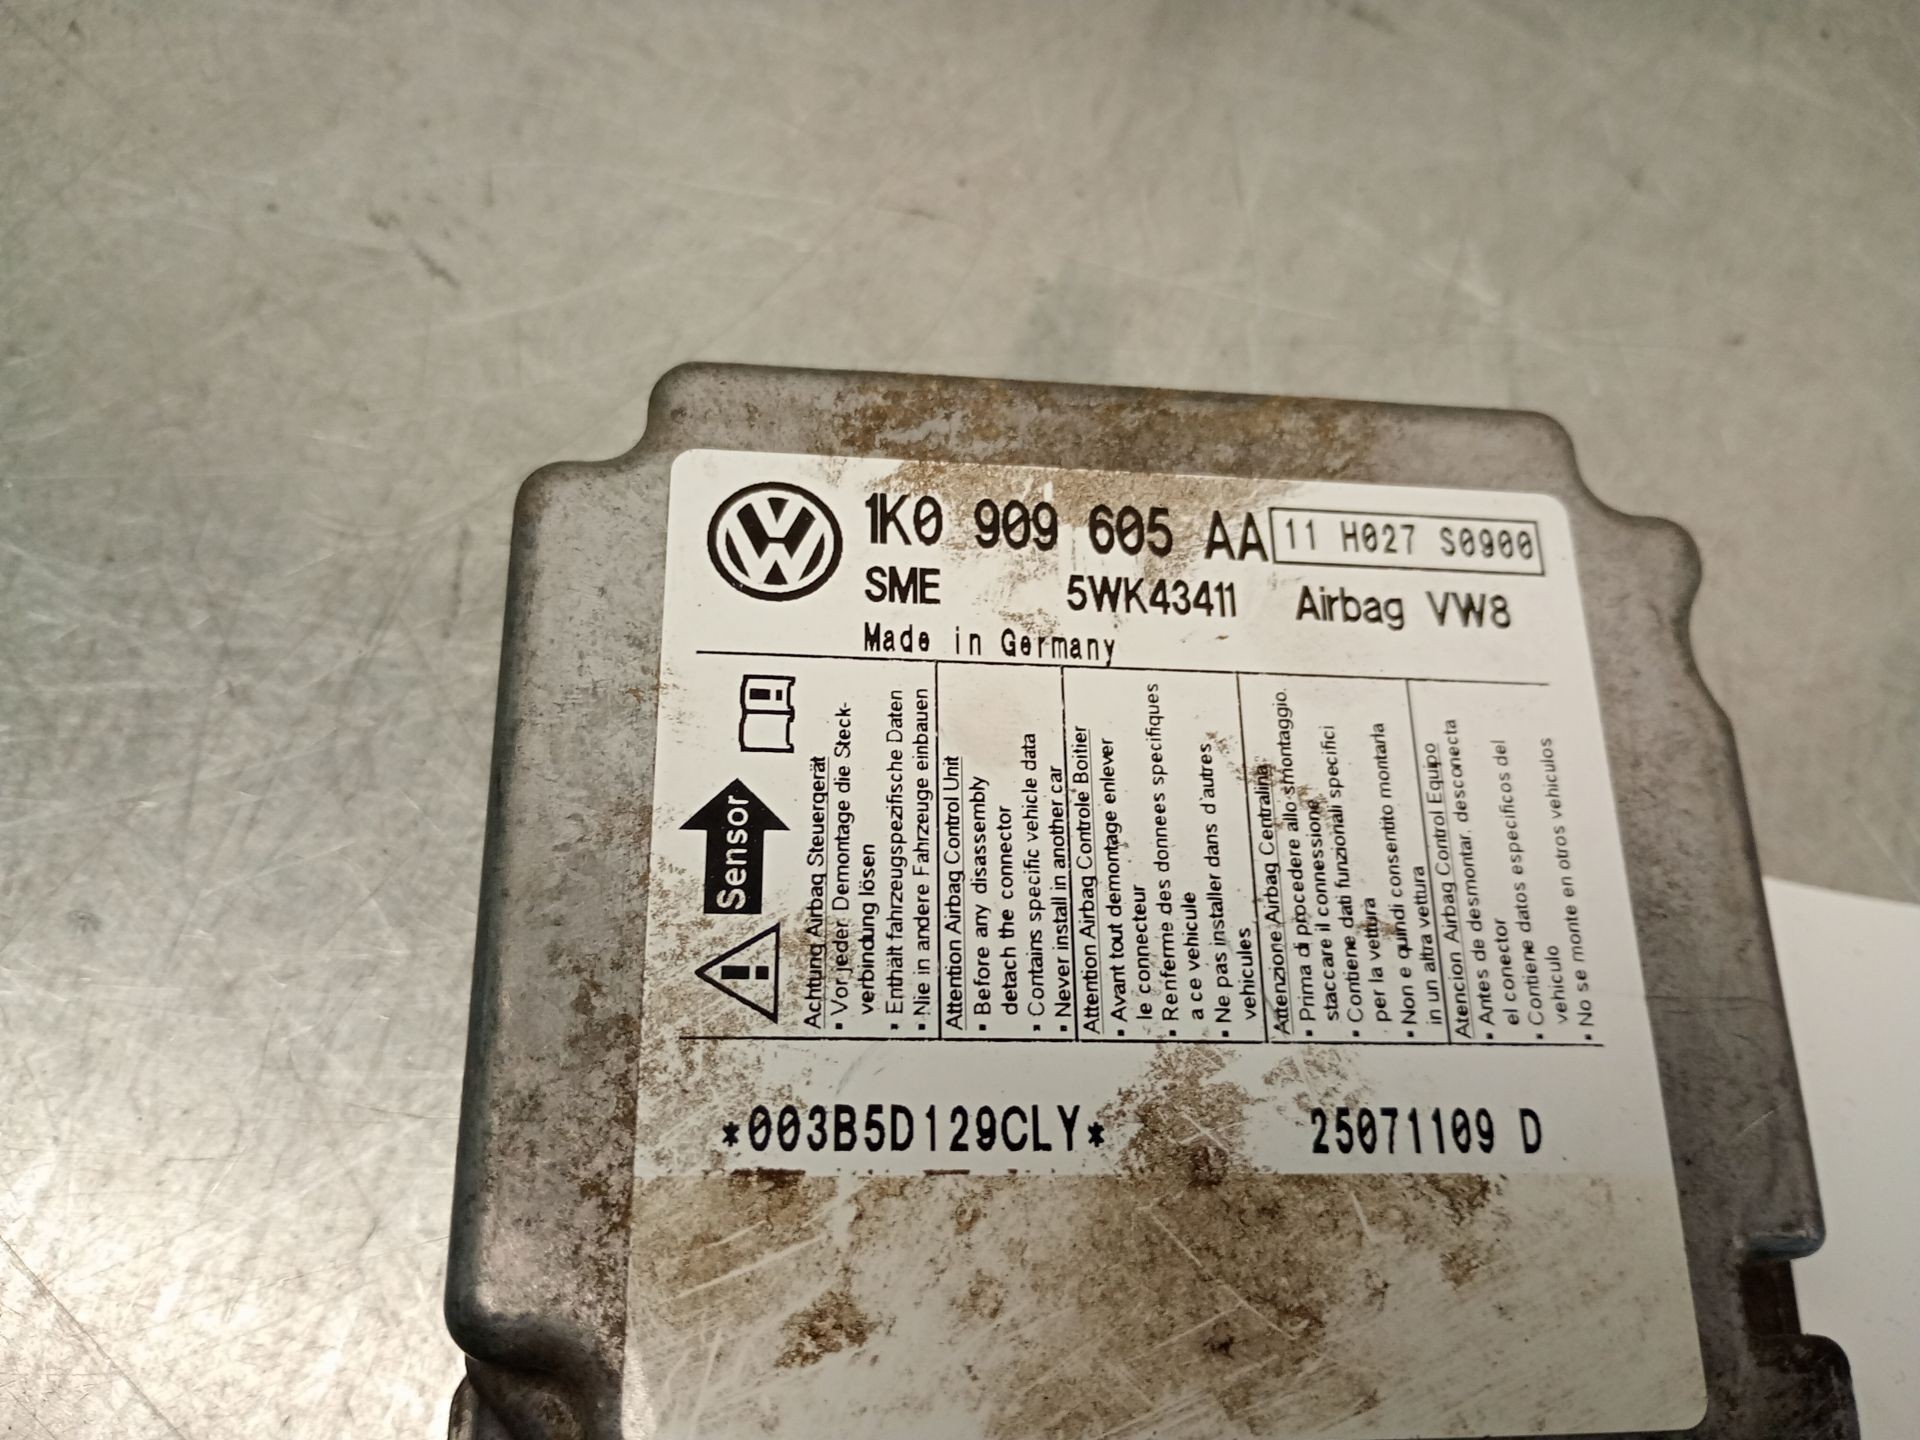 1K0 909 605 AA 11 H027 S0900
SME 5WK43411 Airbag VW8
Made in Germany
Sensor
Achtung Airbag Steuergerät
▪ Vor jeder Demontage die Steck-
verbindung lösen
▪ Enthält fahrzeugspezifische Daten
▪ Nie in andere Fahrzeuge einbauen
Attention Airbag Control Unit
▪ Before any disassembly
detach the connector
▪ Contains specific vehicle data
▪ Never install in another car
Attention Airbag Controle Boitier
▪ Avant tout demontage enlever
le connecteur
▪ Renferme des donnees specifiques
a ce vehicule
▪ Ne pas installer dans d'autres
vehicules
Attenzione Airbag Centralina
▪ Prima di procedere allo smontaggio.
staccare il connessione
▪ Contiene dati funzionali specifici
per la vettura
▪ Non e quindi consentito montarla
in un altra vettura
Atencion Airbag Control Equipo
▪ Antes de desmontar, desconecta
el conector
▪ Contiene datos especificos del
vehiculo
▪ No se monte en otros vehiculos
*003B5D129CLY* 25071109 D